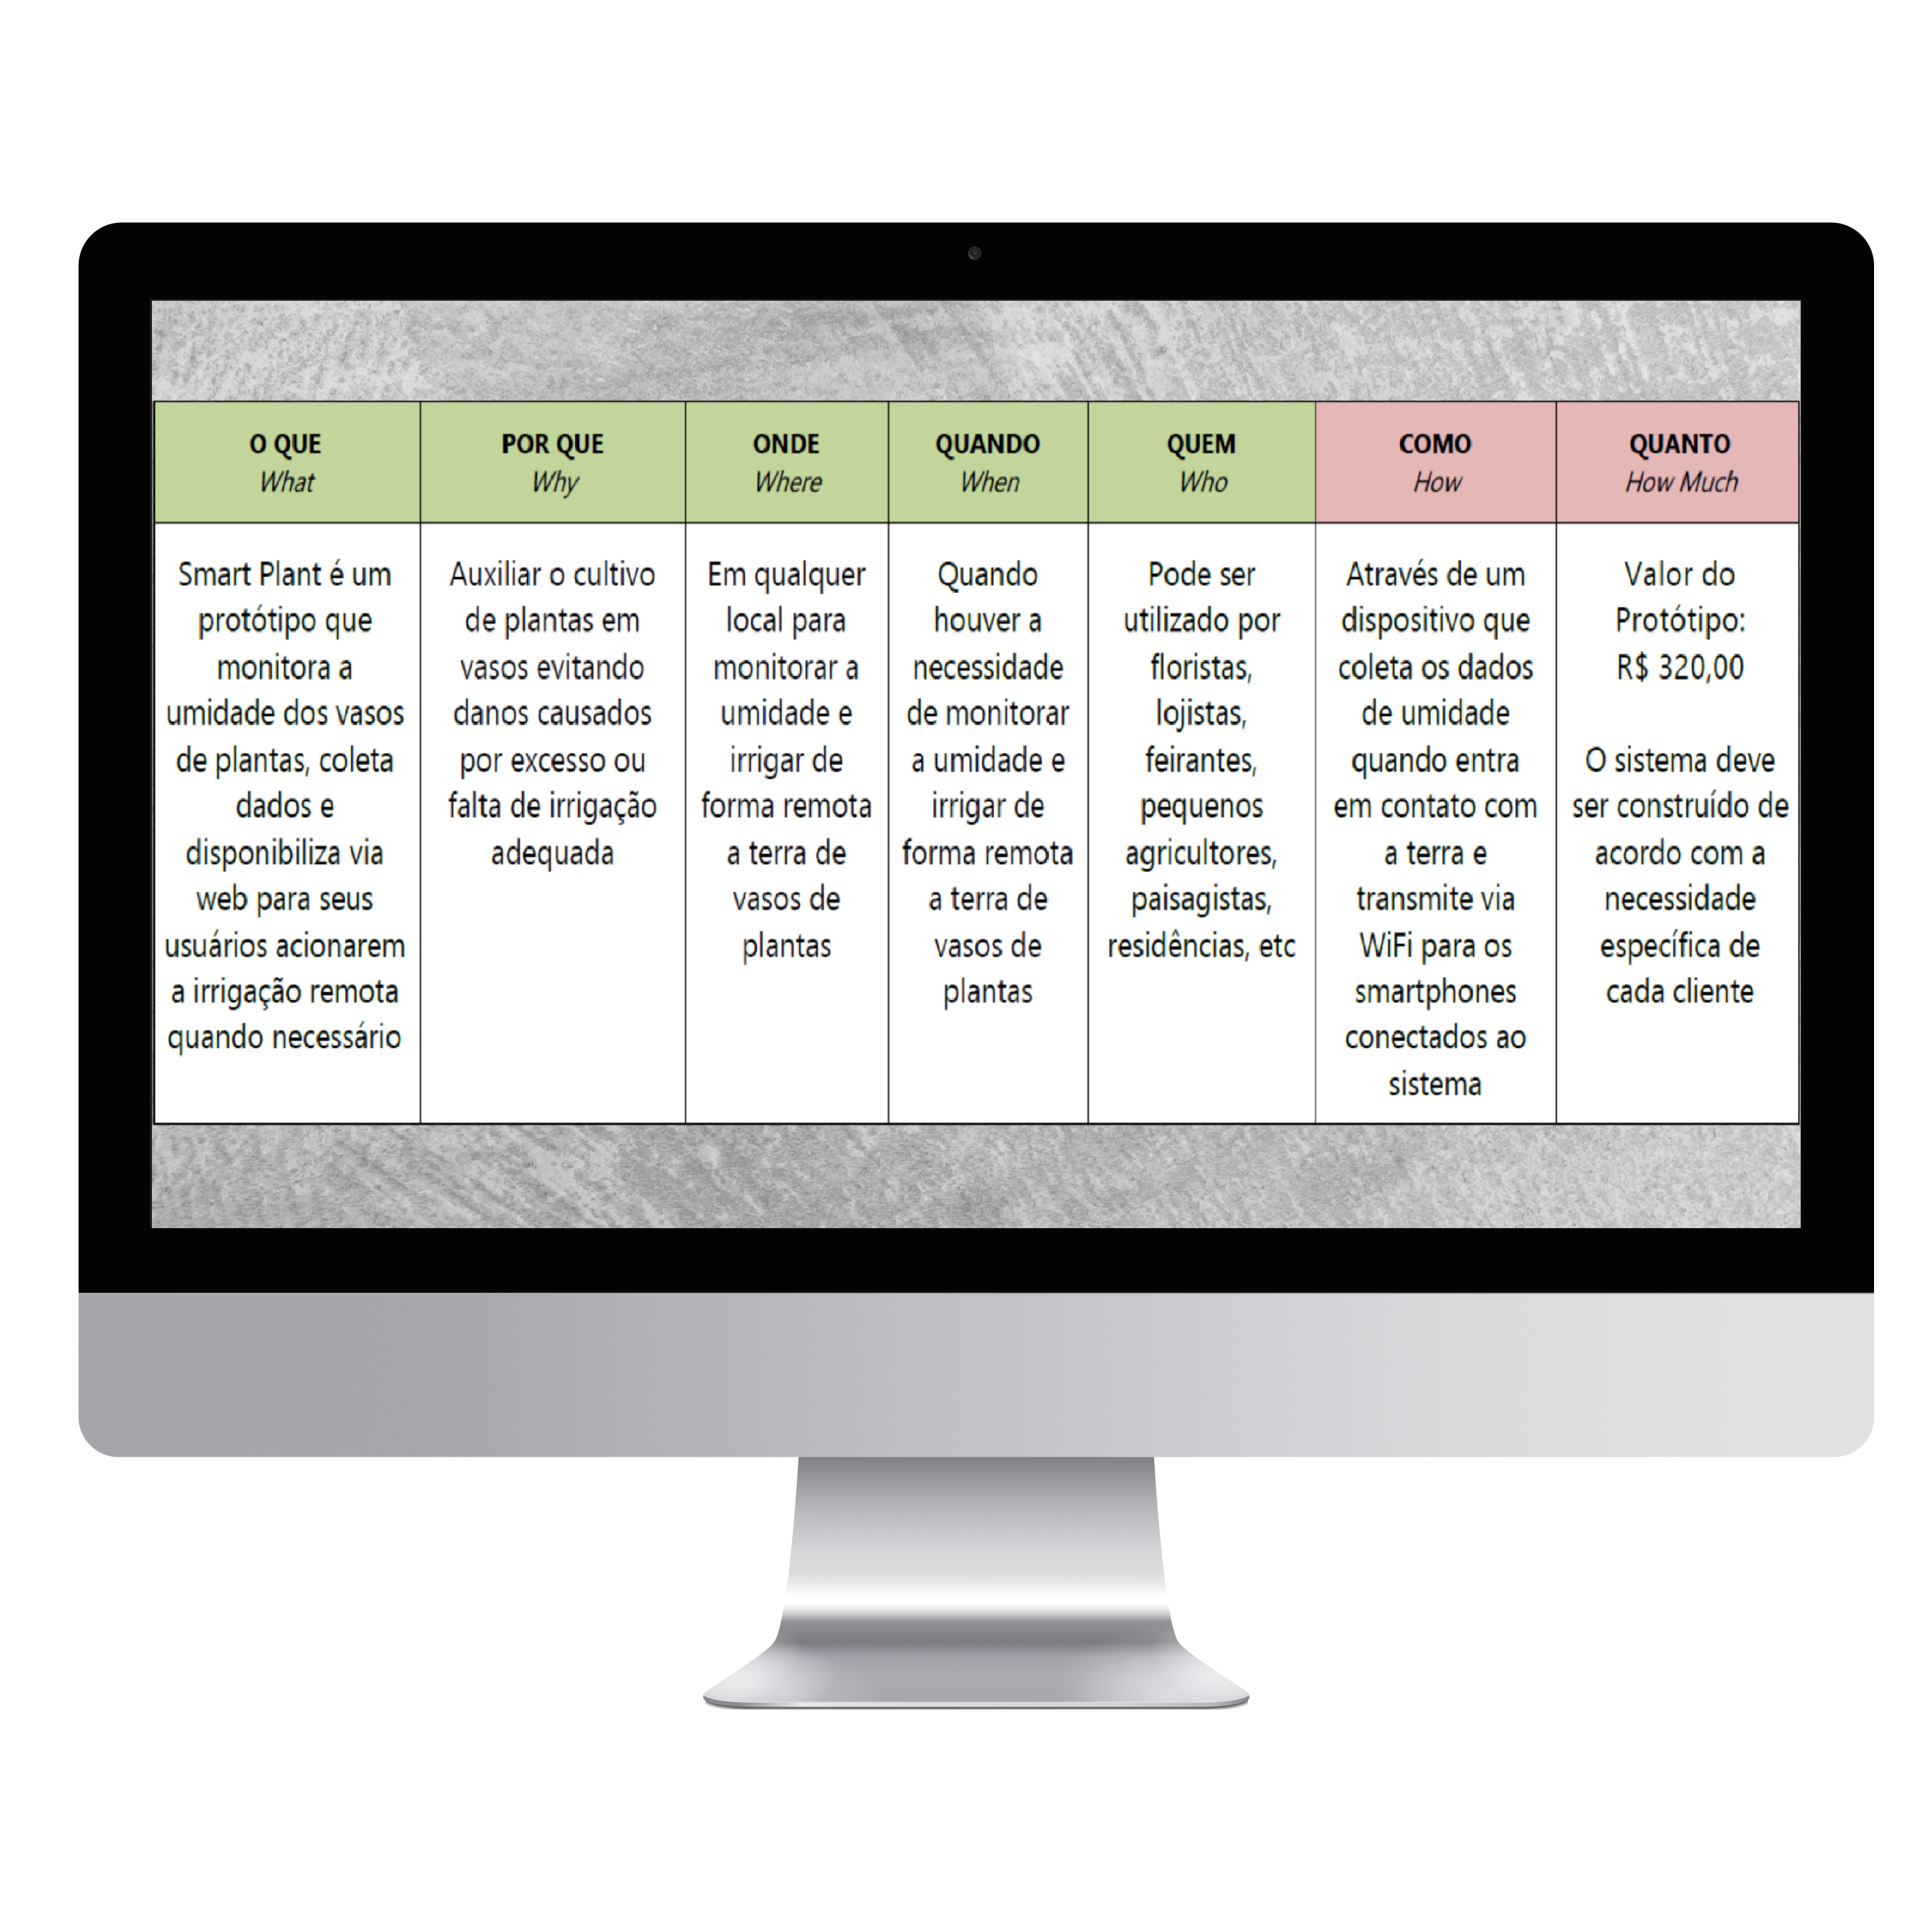 O QUE
What
POR QUE
Why
ONDE
Where
QUANDO
When
QUEM
Who
COMO
How
QUANTO
How Much
Smart Plant é um
protótipo que
monitora a
umidade dos vasos
de plantas, coleta
dados e
disponibiliza via
web para seus
usuários acionarem
a irrigação remota
quando necessário
Auxiliar o cultivo
de plantas em
vasos evitando
danos causados
por excesso ou
falta de irrigação
adequada
Em qualquer
local para
monitorar a
umidade e
irrigar de
forma remota
a terra de
vasos de
plantas
Quando
houver a
necessidade
de monitorar
a umidade e
irrigar de
forma remota
a terra de
vasos de
plantas
Pode ser
utilizado por
floristas,
lojistas,
feirantes,
pequenos
agricultores,
paisagistas,
residências, etc
Através de um
dispositivo que
coleta os dados
de umidade
quando entra
em contato com
a terra e
transmite via
WiFi para os
smartphones
conectados ao
sistema
Valor do
Protótipo:
R$ 320,00
O sistema deve
ser construído de
acordo com a
necessidade
específica de
cada cliente